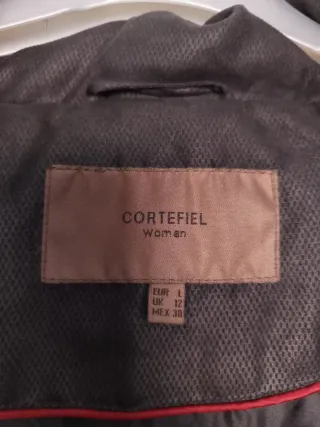 CORTEFIEL
Woman
EUR L
UK 12
MEX 30